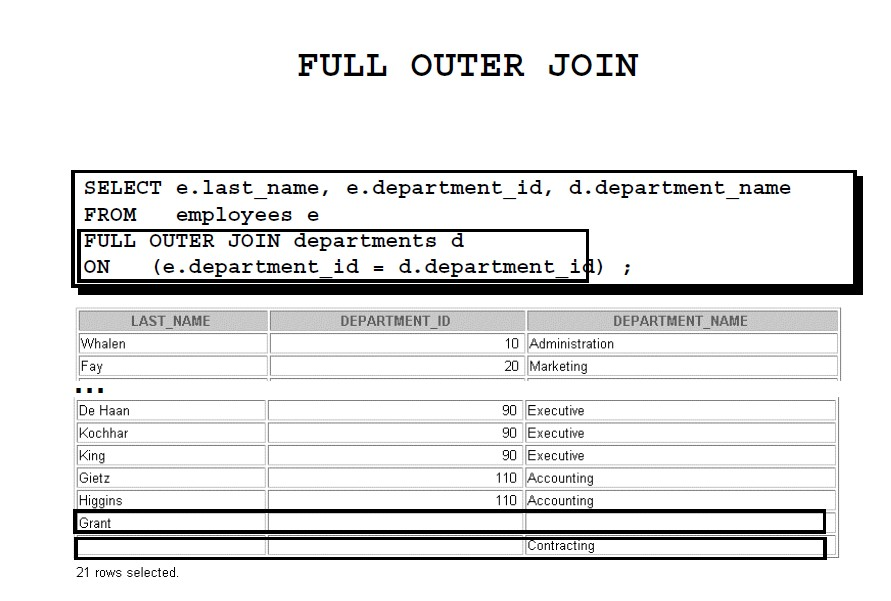 FULL OUTER JOIN
SELECT e.last_name, e.department_id, d.department_name
FROM employees e
FULL OUTER JOIN departments d
ON (e.department_id = d.department_id) ;
LAST_NAME DEPARTMENT_ID DEPARTMENT_NAME
Whalen 10 Administration
Fay 20 Marketing
...
De Haan 90 Executive
Kochhar 90 Executive
King 90 Executive
Gietz 110 Accounting
Higgins 110 Accounting
Grant
Contracting
21 rows selected.